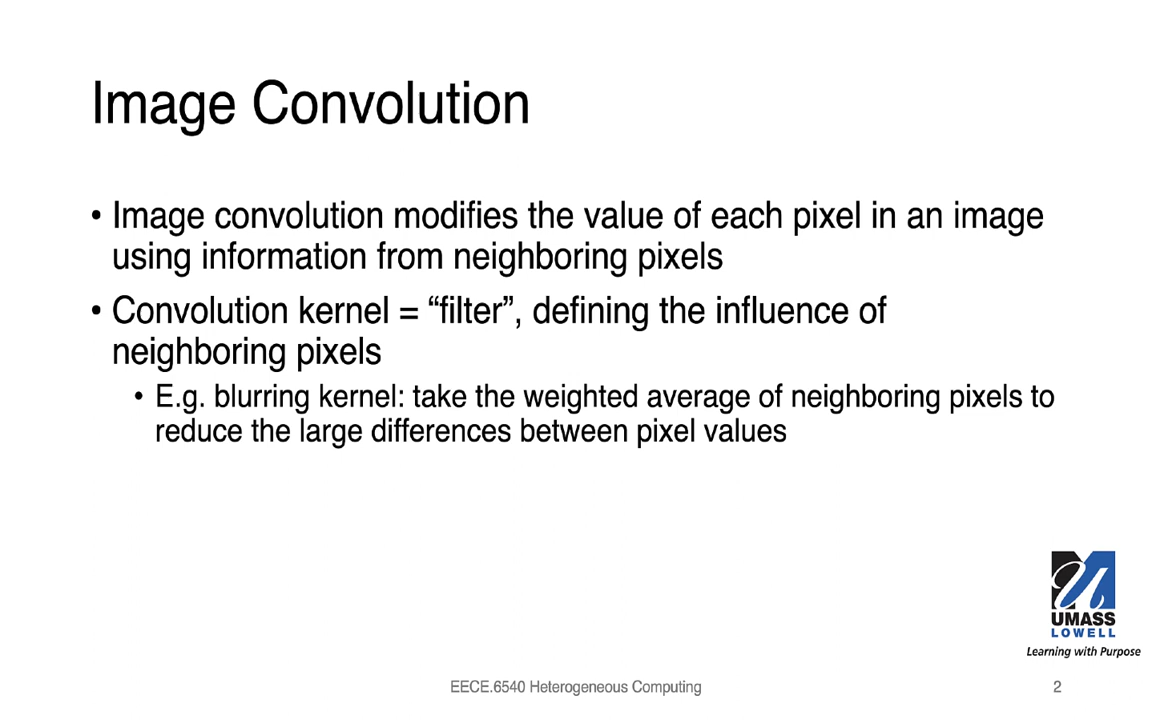 Image Convolution
• Image convolution modifies the value of each pixel in an image
using information from neighboring pixels
• Convolution kernel = “filter”, defining the influence of
neighboring pixels
• E.g. blurring kernel: take the weighted average of neighboring pixels to
reduce the large differences between pixel values
UMASS
LOWELL
Learning with Purpose
EECE.6540 Heterogeneous Computing
2